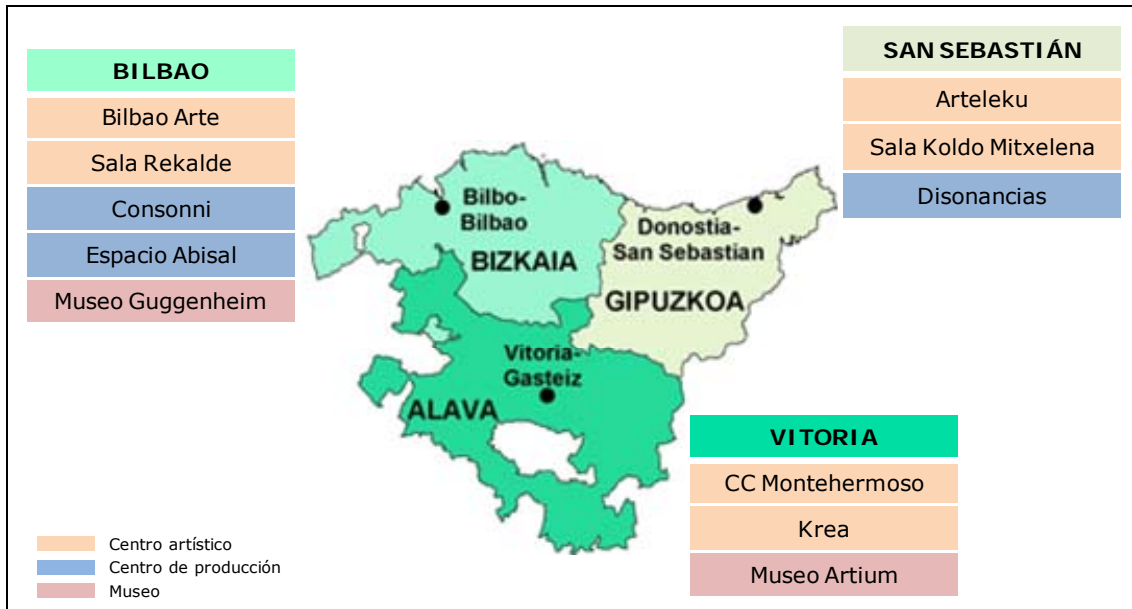 BILBAO
Bilbao Arte
Sala Rekalde
Consonni
Espacio Abisal
Museo Guggenheim
SAN SEBASTIÁN
Arteleku
Sala Koldo Mitxelena
Disonancias
Bilbo-
Bilbao
BIZKAIA
Donostia-
San Sebastian
GIPUZKOA
Vitoria-
Gasteiz
ALAVA
VITORIA
CC Montehermoso
Krea
Museo Artium
Centro artístico
Centro de producción
Museo